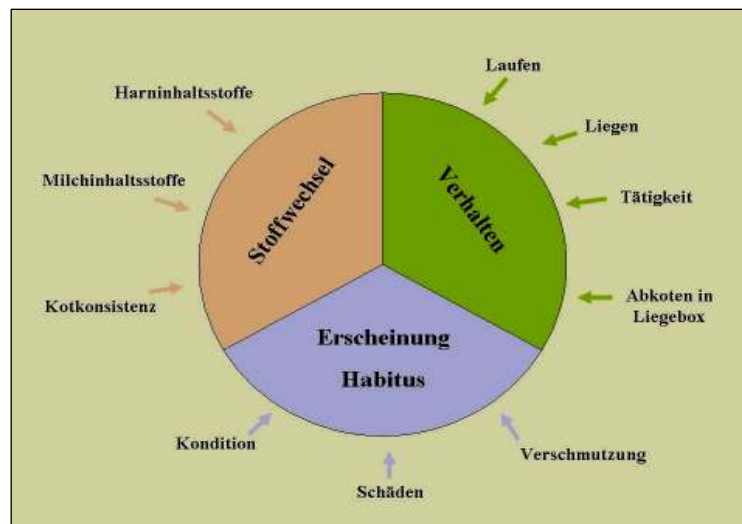 Laufen
Harninhaltsstoffe
Liegen
Milchinhaltsstoffe
Stoffwechsel
Verhalten
Tätigkeit
Kotkonsistenz
Abkoten in
Liegebox
Erscheinung
Habitus
Kondition
Verschmutzung
Schäden